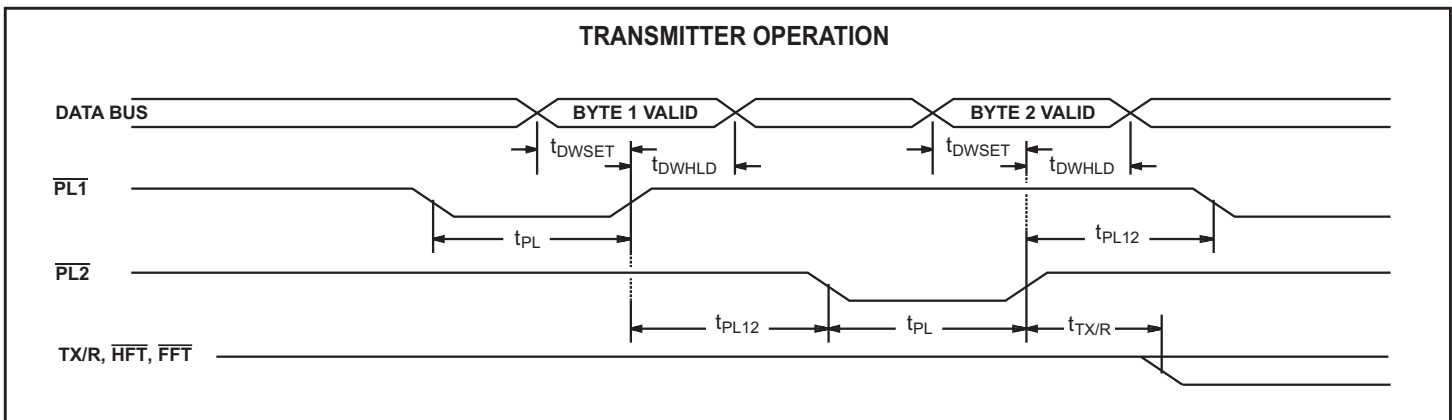 TRANSMITTER OPERATION
DATA BUS
BYTE 1 VALID
BYTE 2 VALID
tDWSET
tDWHLD
tDWSET
tDWHLD
PL1
tPL
tPL12
PL2
tPL12
tPL
tTX/R
TX/R, HFT, FFT